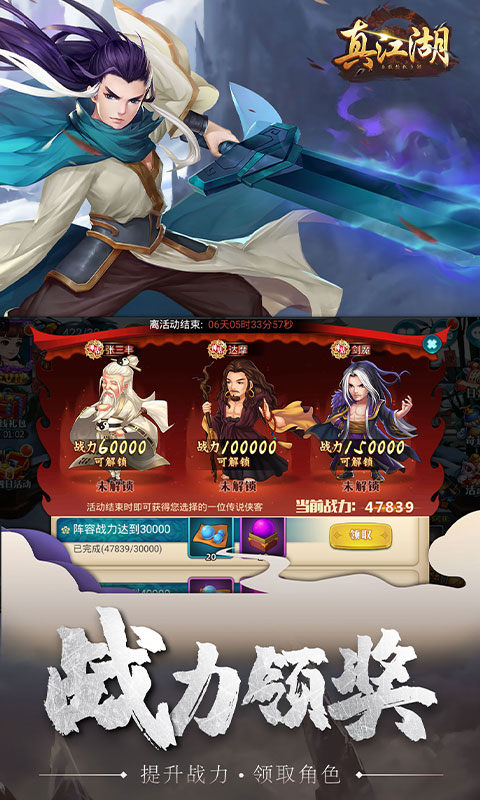 真江湖
离活动结束: 06天05时33分57秒
张三丰
达摩
剑魔
战力60000
可解锁
未解锁
战力100000
可解锁
未解锁
战力150000
可解锁
未解锁
活动结束时即可获得您选择的一位传说侠客
当前战力: 47839
阵容战力达到30000
已完成(47839/30000)
20
领取
01:02
战力领奖
提升战力·领取角色